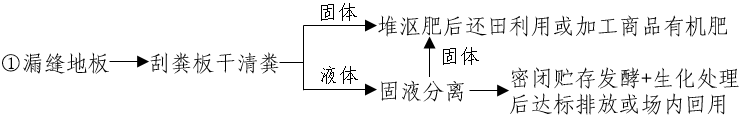 固体
堆沤肥后还田利用或加工商品有机肥
①漏缝地板
刮粪板干清粪
固体
液体
固液分离
密闭贮存发酵+生化处理
后达标排放或场内回用